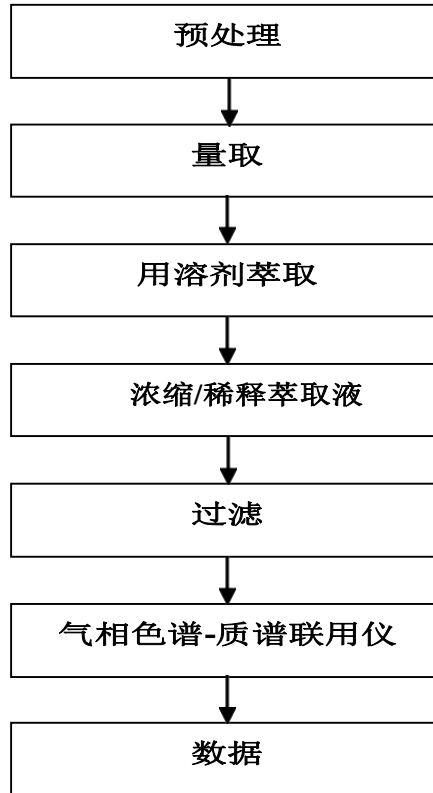 预处理
量取
用溶剂萃取
浓缩/稀释萃取液
过滤
气相色谱-质谱联用仪
数据